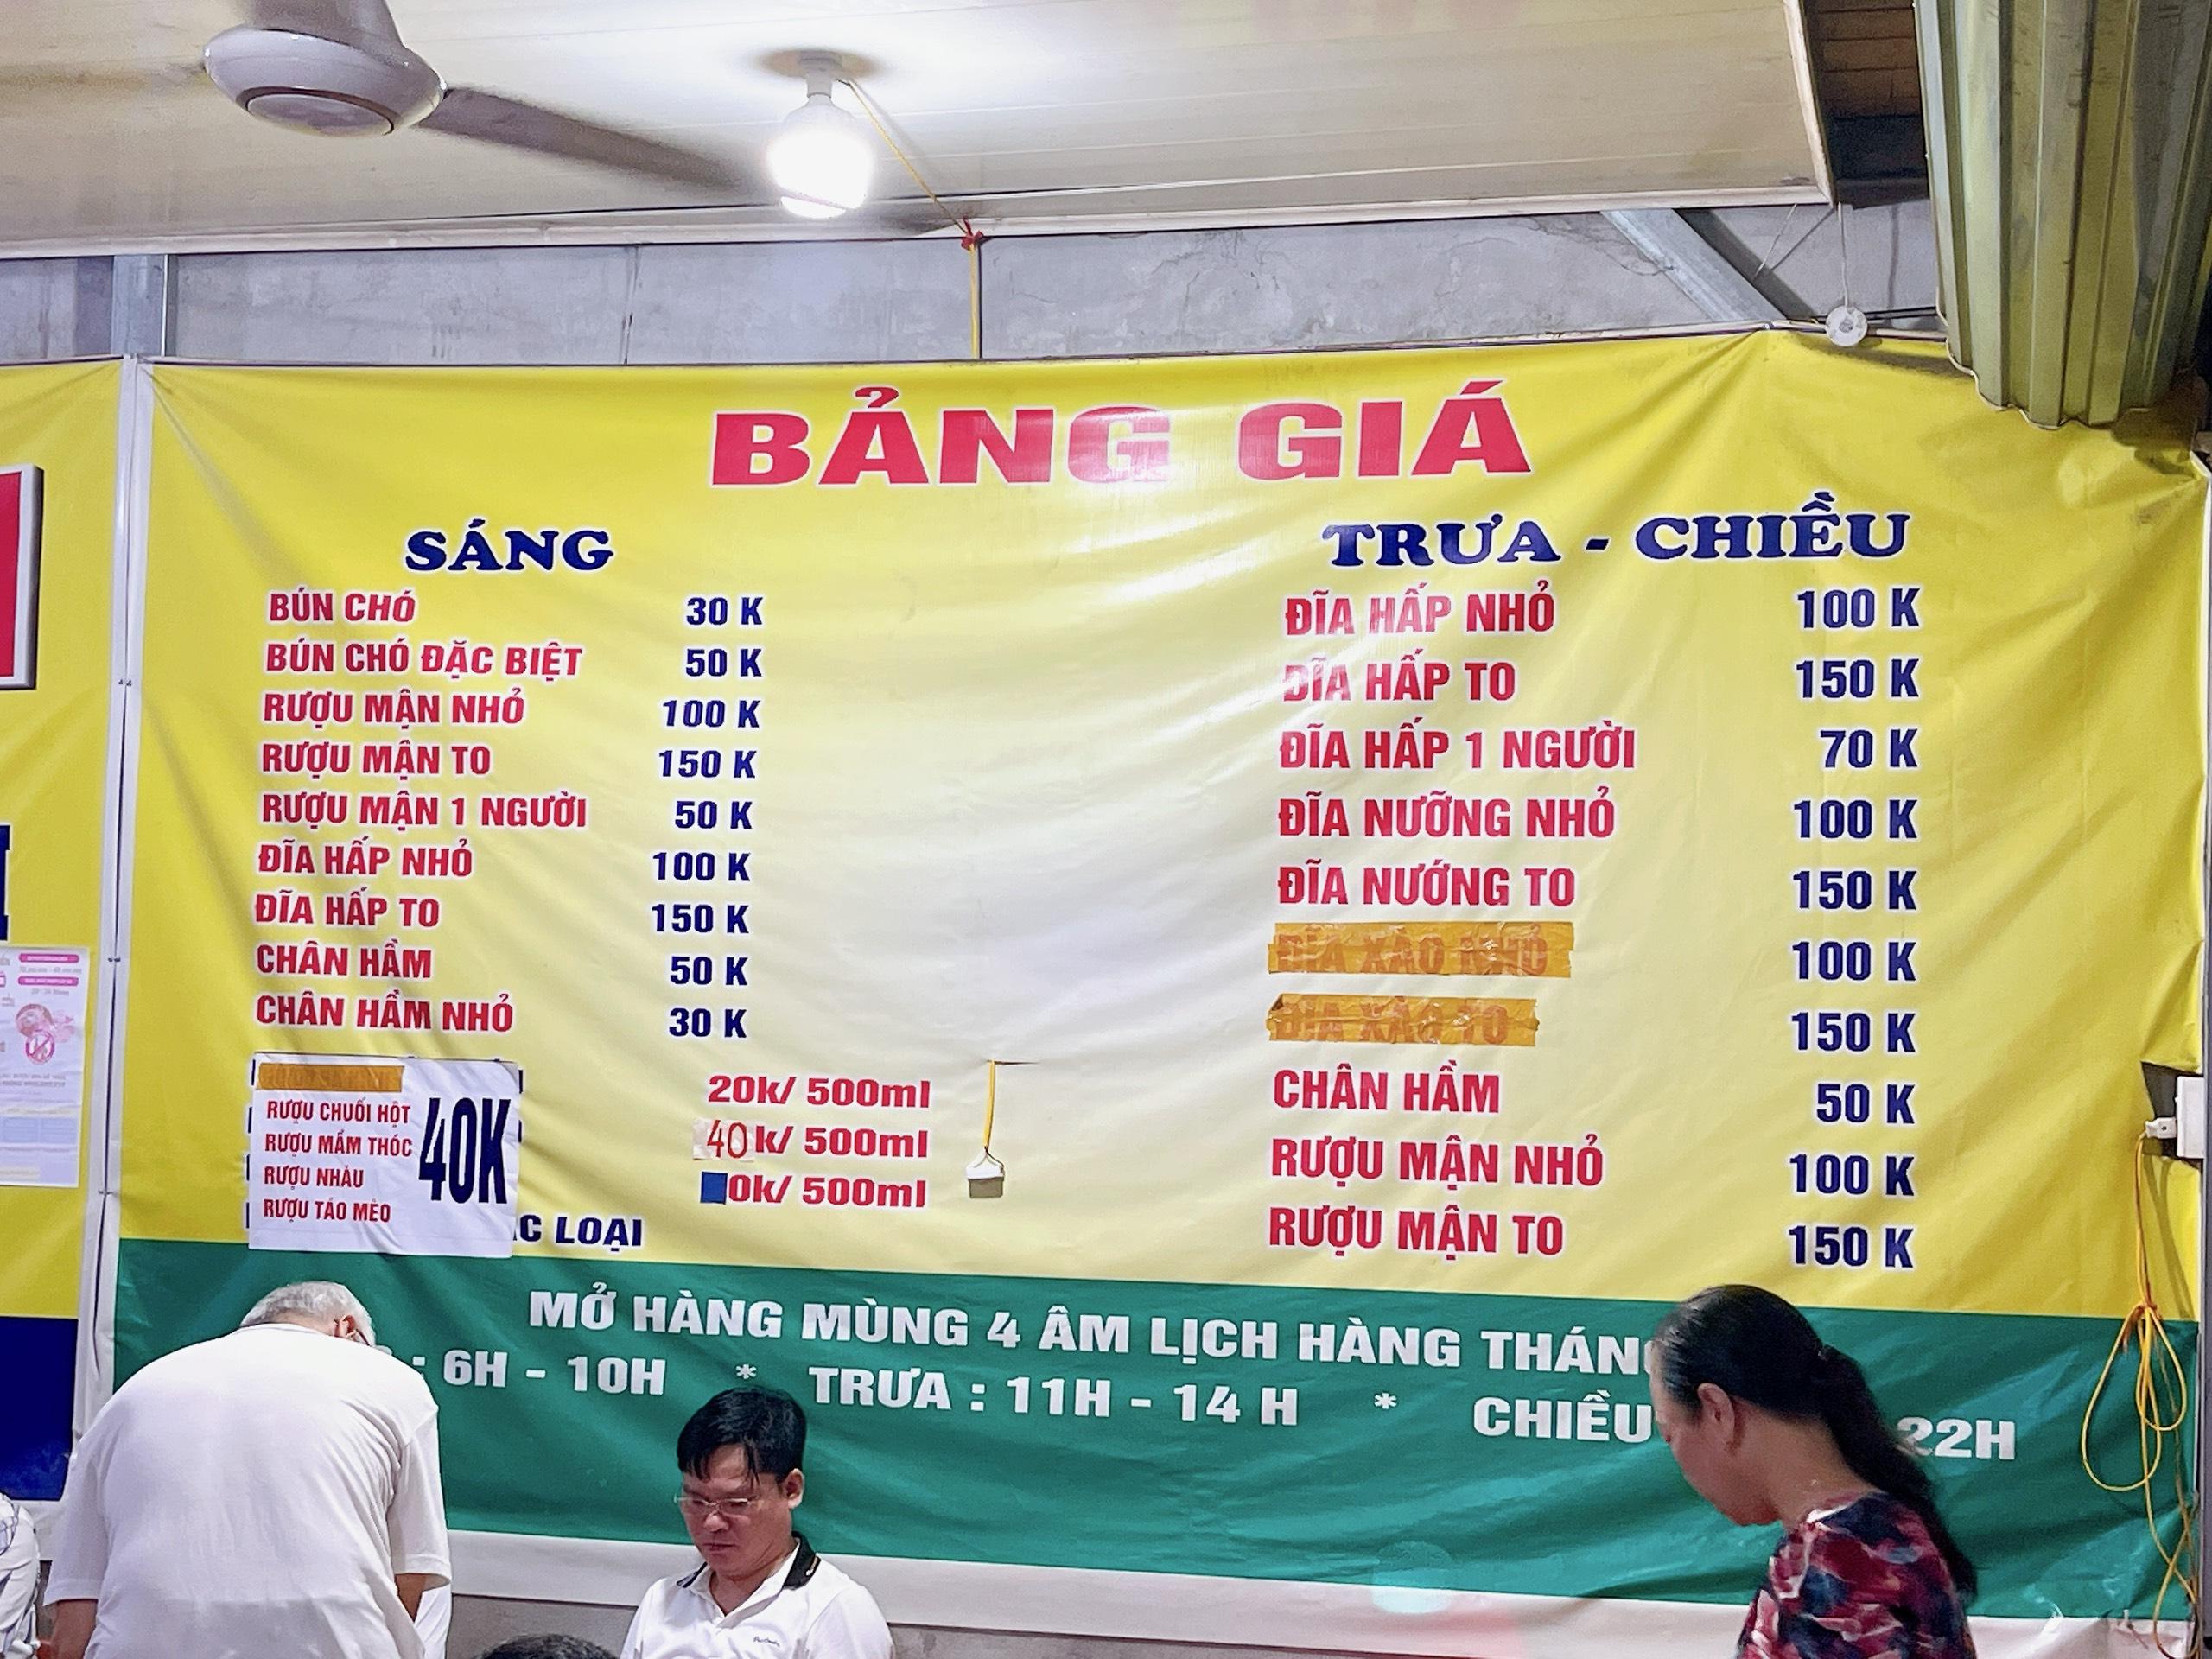 BẢNG GIÁ
SÁNG
BÚN CHÓ 30 K
BÚN CHÓ ĐẶC BIỆT 50 K
RƯỢU MẬN NHỎ 100 K
RƯỢU MẬN TO 150 K
RƯỢU MẬN 1 NGƯỜI 50 K
ĐĨA HẤP NHỎ 100 K
ĐĨA HẤP TO 150 K
CHÂN HẦM 50 K
CHÂN HẦM NHỎ 30 K
RƯỢU CHUỐI HỘT
RƯỢU MẦM THÓC
RƯỢU NHÀU
RƯỢU TÁO MÈO
40K
20k/ 500ml
40k/ 500ml
0k/ 500ml
LOẠI
TRƯA - CHIỀU
ĐĨA HẤP NHỎ 100 K
ĐĨA HẤP TO 150 K
ĐĨA HẤP 1 NGƯỜI 70 K
ĐĨA NƯỠNG NHỎ 100 K
ĐĨA NƯỚNG TO 150 K
ĐĨA XÀO NHỎ 100 K
ĐĨA XÀO TO 150 K
CHÂN HẦM 50 K
RƯỢU MẬN NHỎ 100 K
RƯỢU MẬN TO 150 K
MỞ HÀNG MÙNG 4 ÂM LỊCH HÀNG THÁN
: 6H - 10H * TRƯA : 11H - 14 H * CHIỀU 22H